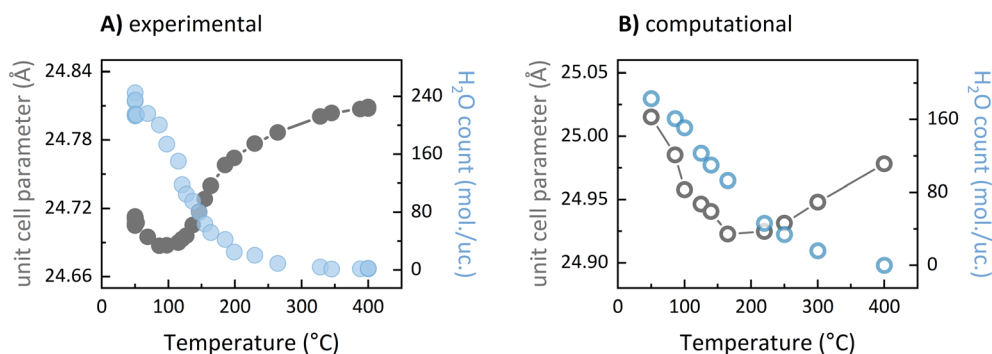 A) experimental
24.84
24.78
24.72
24.66
unit cell parameter (Å)
240
160
80
0
H₂O count (mol./uc.)
0 100 200 300 400
Temperature (°C)
B) computational
25.05
25.00
24.95
24.90
unit cell parameter (Å)
160
80
0
H₂O count (mol./uc.)
0 100 200 300 400
Temperature (°C)